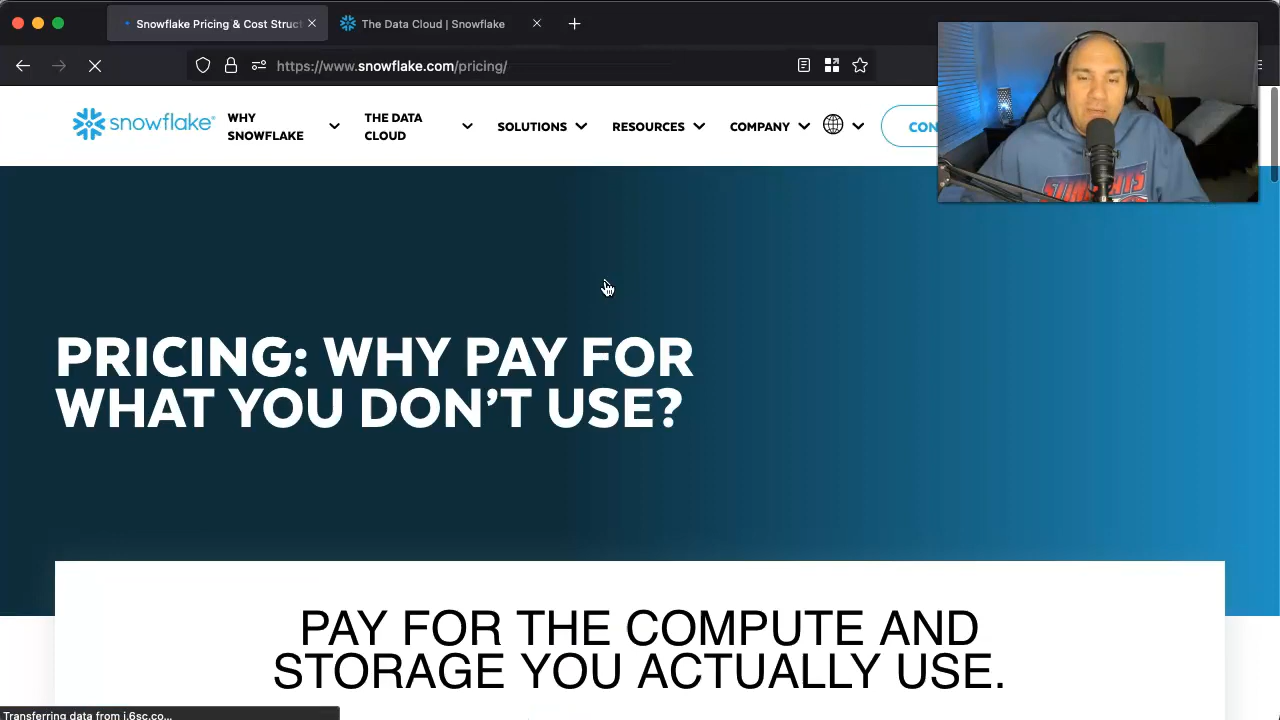 Snowflake Pricing & Cost Struct
The Data Cloud | Snowflake
https://www.snowflake.com/pricing/
snowflake®
WHY
SNOWFLAKE
THE DATA
CLOUD
SOLUTIONS
RESOURCES
COMPANY
CON
PRICING: WHY PAY FOR
WHAT YOU DON'T USE?
PAY FOR THE COMPUTE AND
STORAGE YOU ACTUALLY USE.
Transferring data from j.6sc.co...